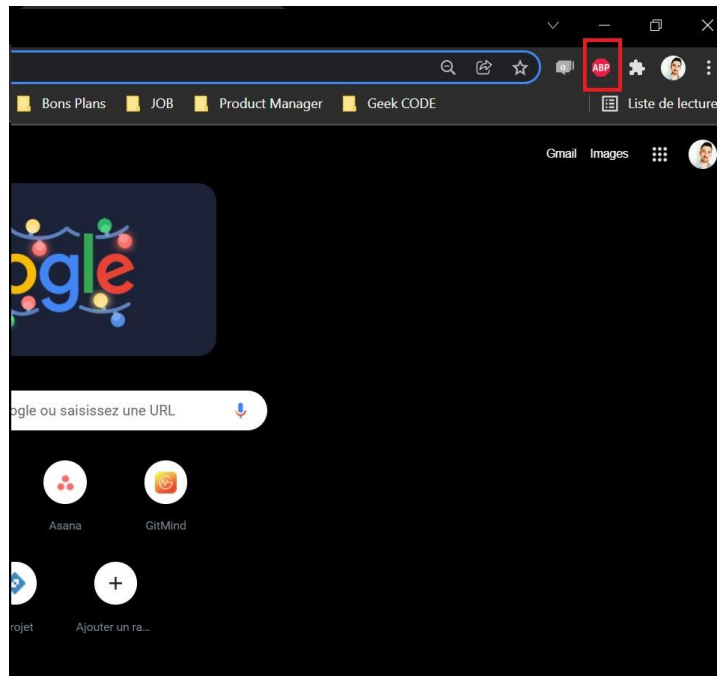 ABP
Bons Plans JOB Product Manager Geek CODE Liste de lecture
Gmail Images
ogle
ogle ou saisissez une URL
Asana GitMind
rojet Ajouter un ra...